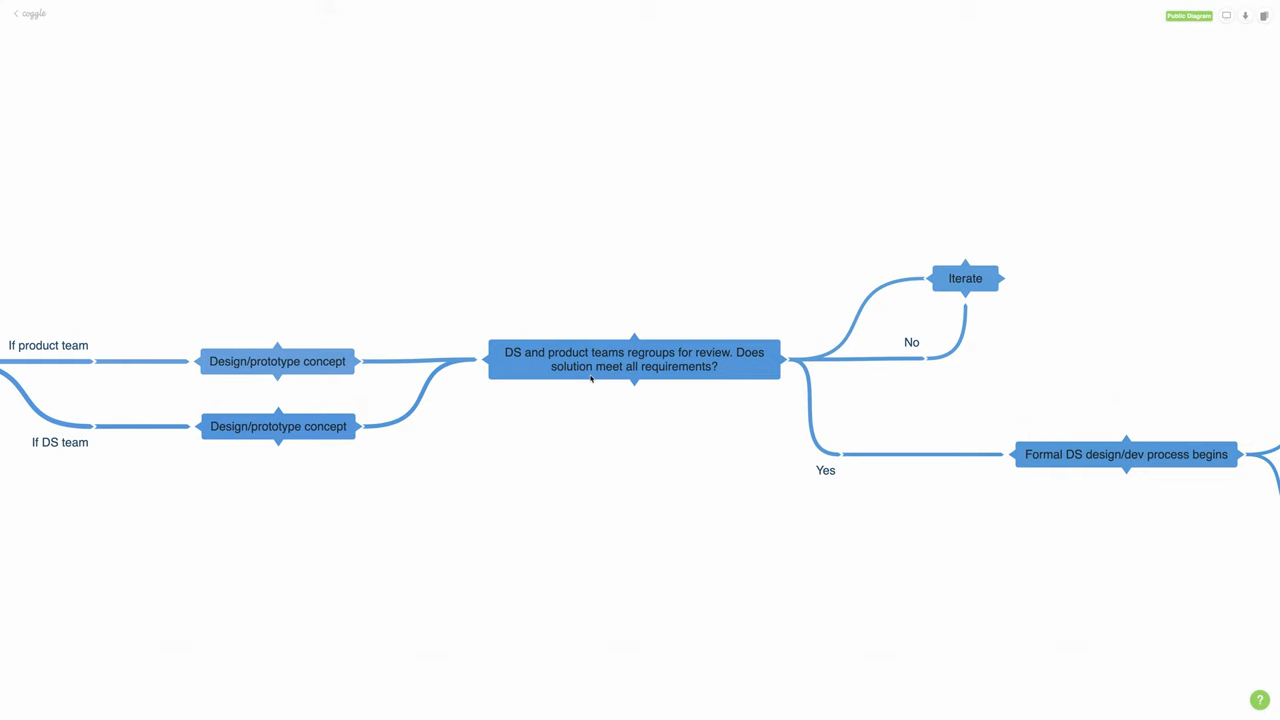 coggle
Public Diagram
Iterate
No
If product team
Design/prototype concept
DS and product teams regroups for review. Does
solution meet all requirements?
If DS team
Design/prototype concept
Yes
Formal DS design/dev process begins
?